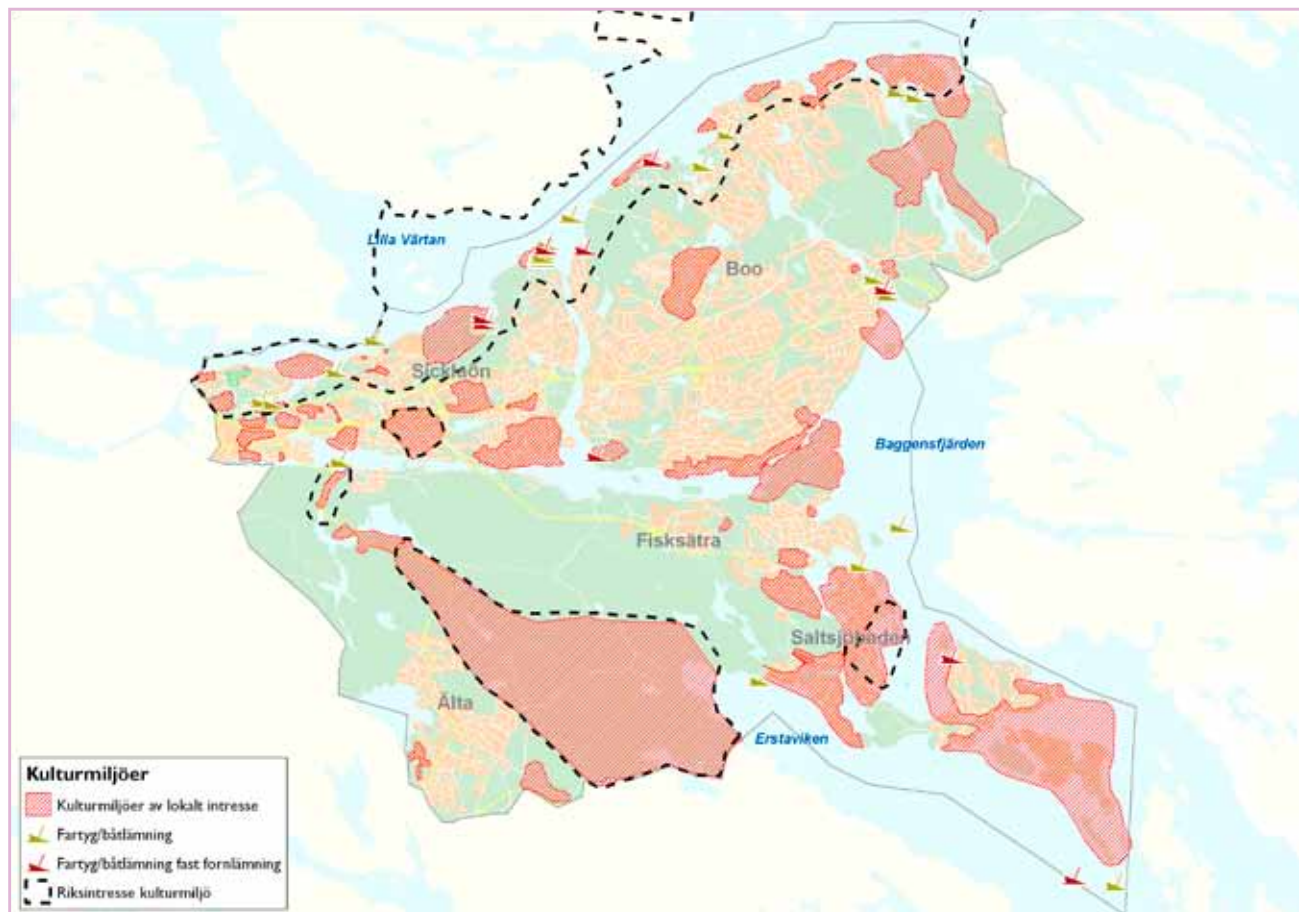 Lilla Värtan
Boo
Sicklaön
Baggensfjärden
Fisksätra
Saltsjöbaden
Älta
Erstaviken
Kulturmiljöer
Kulturmiljöer av lokalt intresse
Fartyg/båtlämning
Fartyg/båtlämning fast fornlämning
Riksintresse kulturmiljö